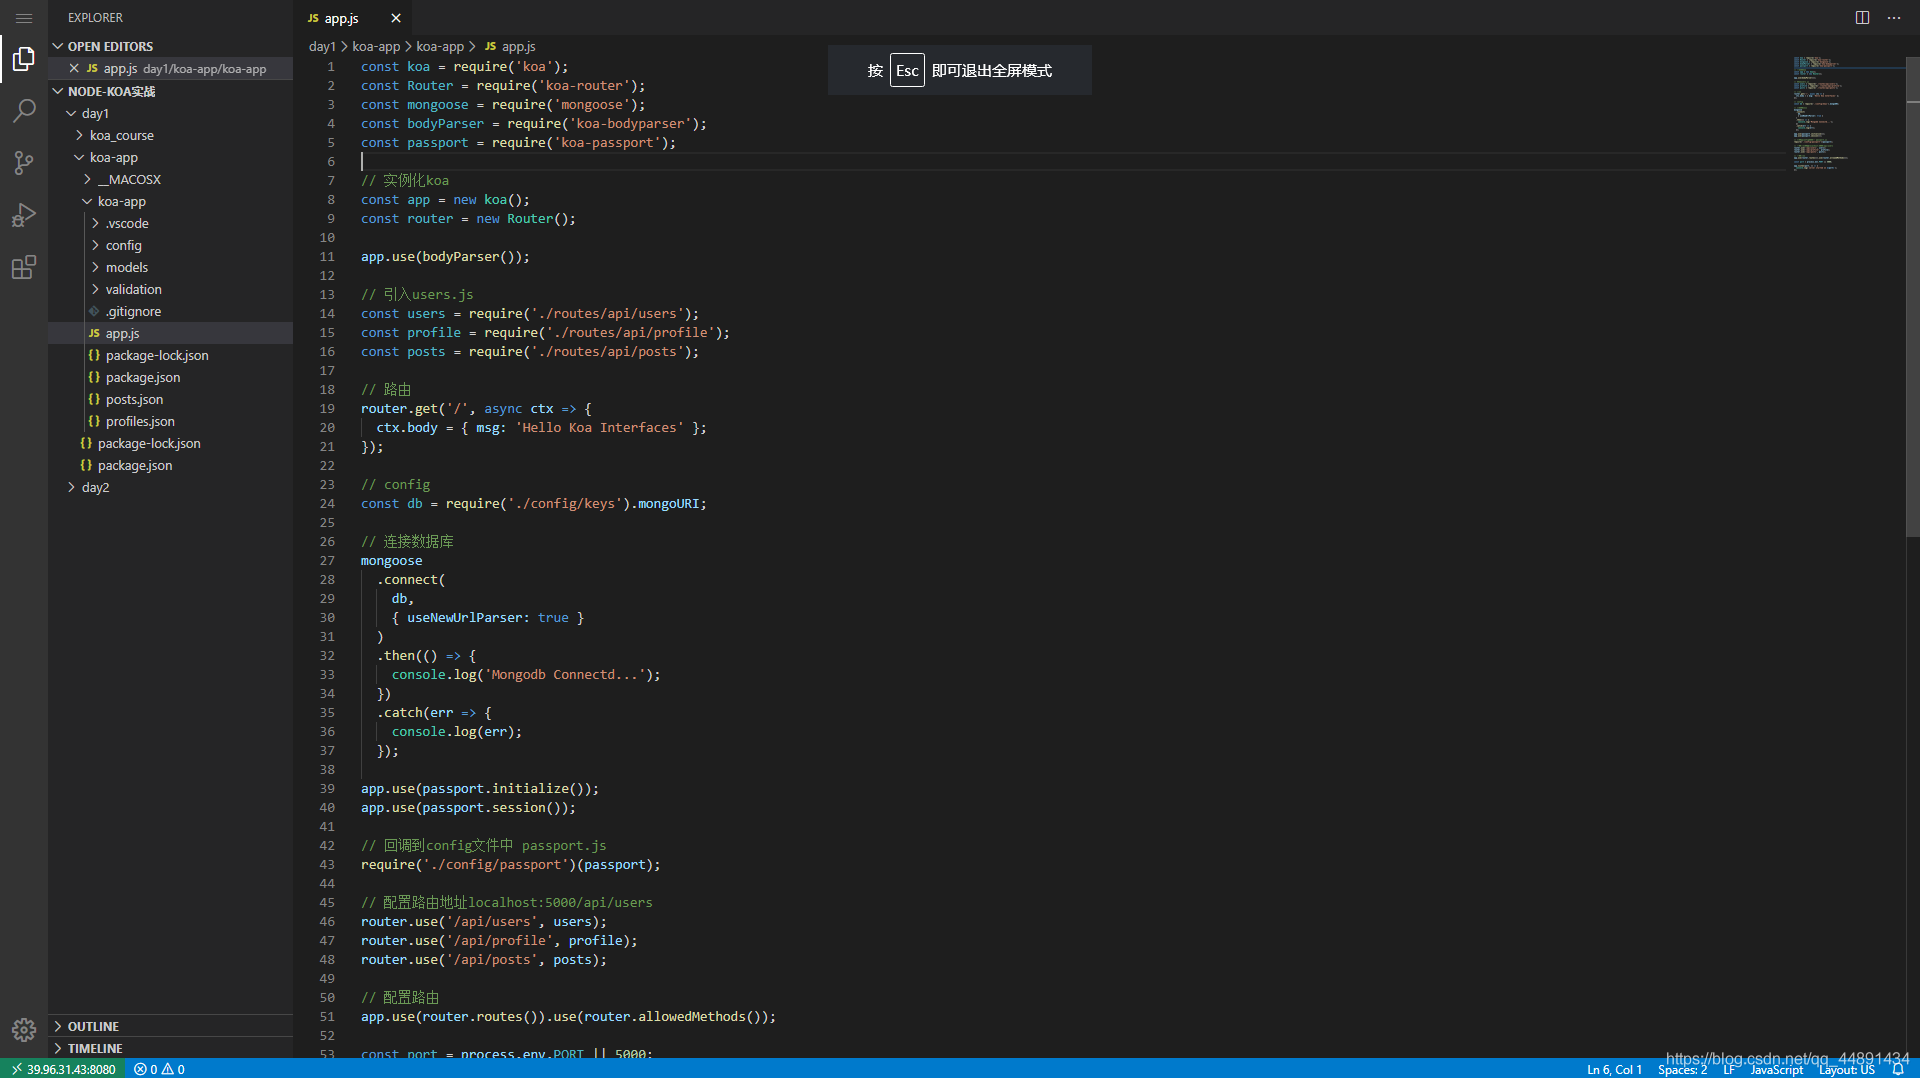 EXPLORER
OPEN EDITORS
JS app.js day1/koa-app/koa-app
NODE-KOA实战
day1
koa_course
koa-app
__MACOSX
koa-app
.vscode
config
models
validation
.gitignore
JS app.js
{} package-lock.json
{} package.json
{} posts.json
{} profiles.json
{} package-lock.json
{} package.json
day2
OUTLINE
TIMELINE
JS app.js
day1 > koa-app > koa-app > JS app.js
按 Esc 即可退出全屏模式
1 const koa = require('koa');
2 const Router = require('koa-router');
3 const mongoose = require('mongoose');
4 const bodyParser = require('koa-bodyparser');
5 const passport = require('koa-passport');
6
7 // 实例化koa
8 const app = new koa();
9 const router = new Router();
10
11 app.use(bodyParser());
12
13 // 引入users.js
14 const users = require('./routes/api/users');
15 const profile = require('./routes/api/profile');
16 const posts = require('./routes/api/posts');
17
18 // 路由
19 router.get('/', async ctx => {
20 ctx.body = { msg: 'Hello Koa Interfaces' };
21 });
22
23 // config
24 const db = require('./config/keys').mongoURI;
25
26 // 连接数据库
27 mongoose
28 .connect(
29 db,
30 { useNewUrlParser: true }
31 )
32 .then(() => {
33 console.log('Mongodb Connectd...');
34 })
35 .catch(err => {
36 console.log(err);
37 });
38
39 app.use(passport.initialize());
40 app.use(passport.session());
41
42 // 回调到config文件中 passport.js
43 require('./config/passport')(passport);
44
45 // 配置路由地址localhost:5000/api/users
46 router.use('/api/users', users);
47 router.use('/api/profile', profile);
48 router.use('/api/posts', posts);
49
50 // 配置路由
51 app.use(router.routes()).use(router.allowedMethods());
52
53 const port = process.env.PORT || 5000;
https://blog.csdn.net/qq_44891434
39.96.31.43:8080 0 0 Ln 6, Col 1 Spaces: 2 LF JavaScript Layout: US